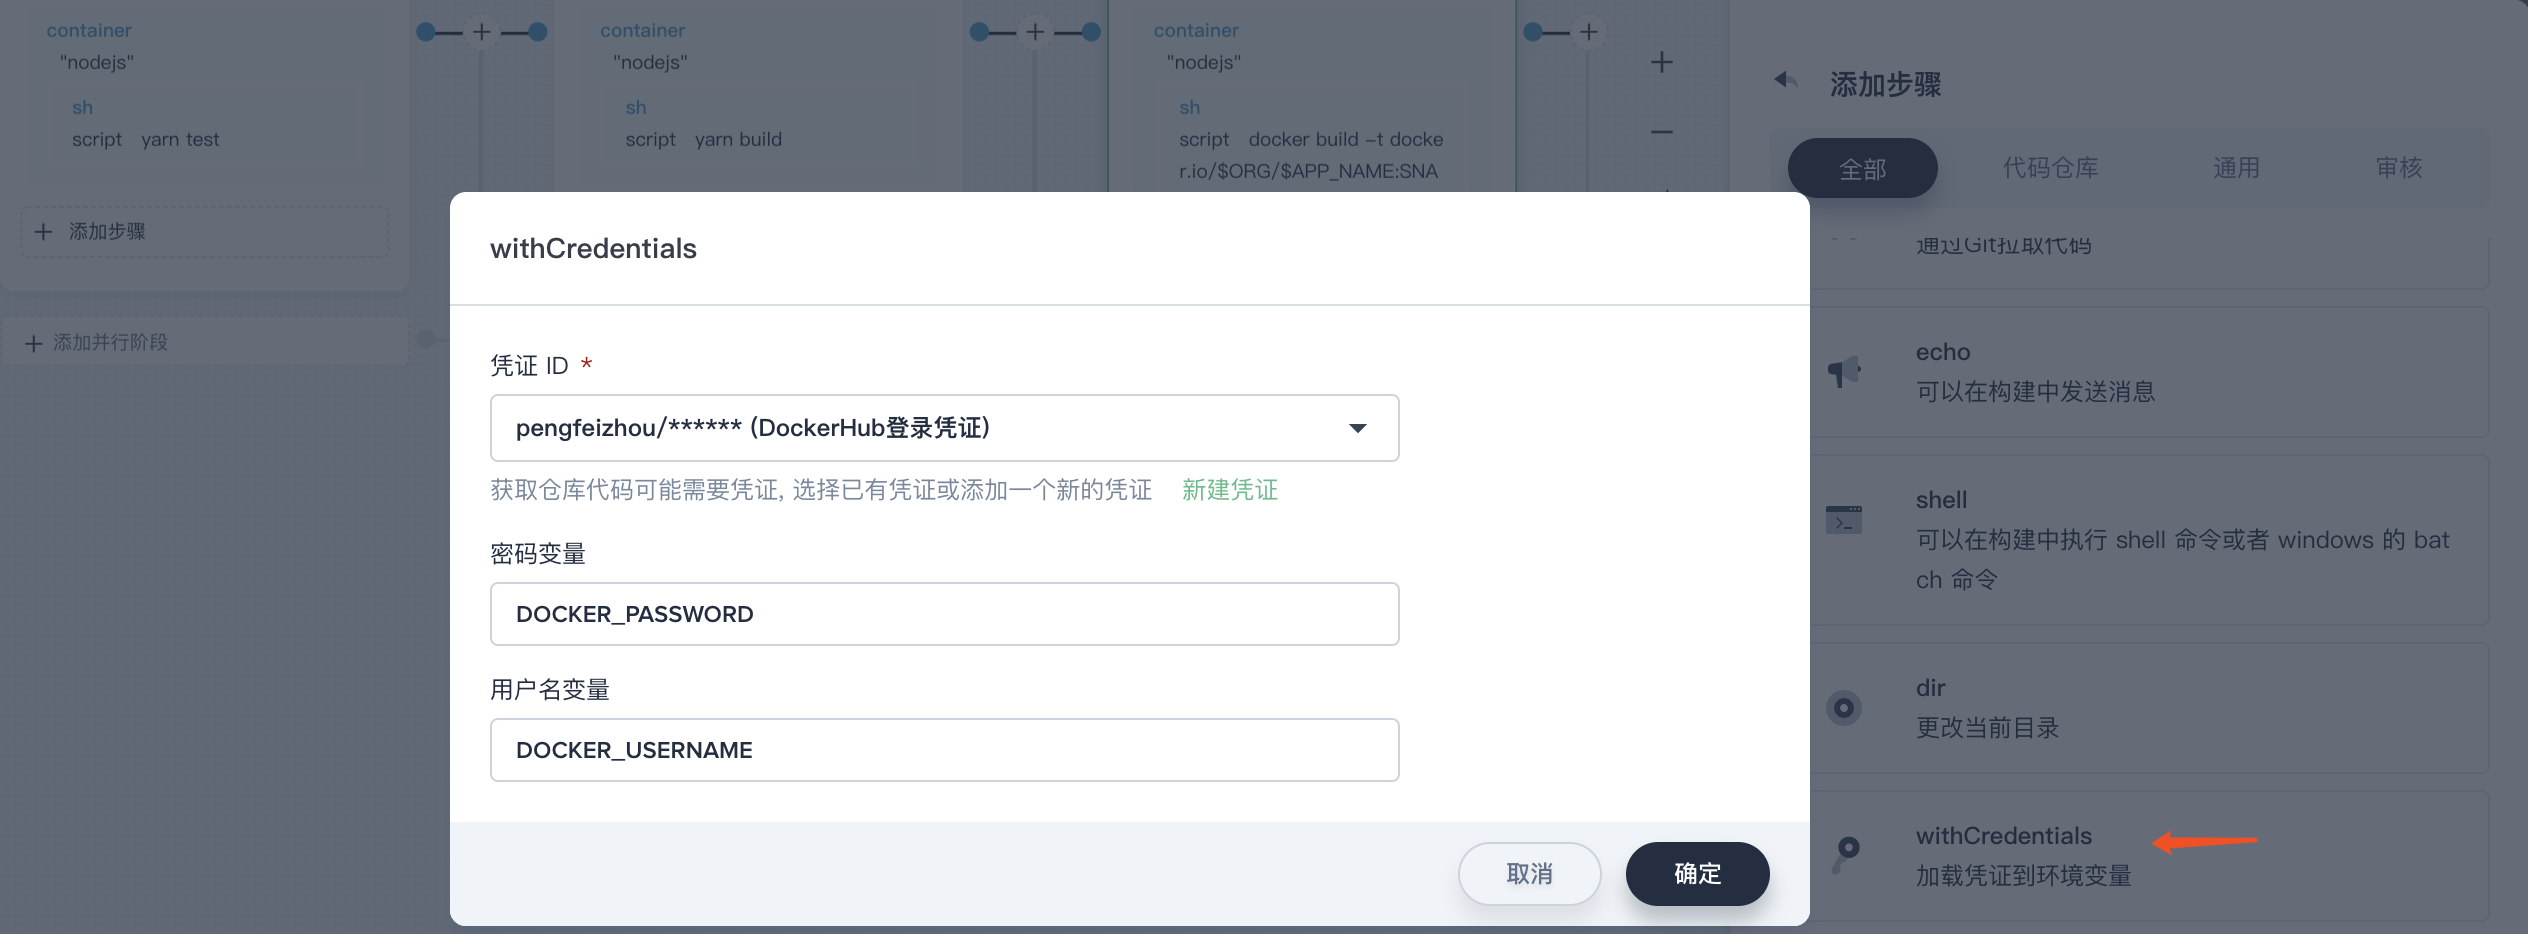 container
"nodejs"
sh
script yarn test
添加步骤
添加并行阶段
container
"nodejs"
sh
script yarn build
container
"nodejs"
sh
script docker build -t docke
r.io/$ORG/$APP_NAME:SNA
withCredentials
凭证 ID *
pengfeizhou/****** (DockerHub登录凭证)
获取仓库代码可能需要凭证, 选择已有凭证或添加一个新的凭证 新建凭证
密码变量
DOCKER_PASSWORD
用户名变量
DOCKER_USERNAME
取消
确定
添加步骤
全部 代码仓库 通用 审核
通过Git拉取代码
echo
可以在构建中发送消息
shell
可以在构建中执行 shell 命令或者 windows 的 bat
ch 命令
dir
更改当前目录
withCredentials
加载凭证到环境变量